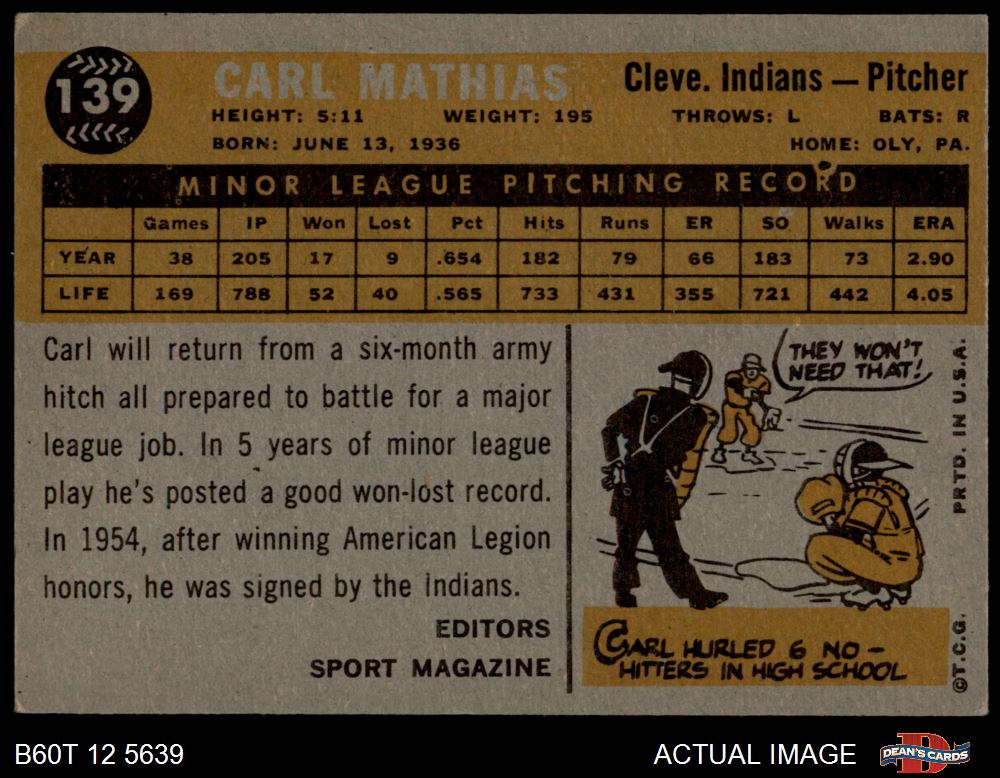 139
CARL MATHIAS
Cleve. Indians — Pitcher
HEIGHT: 5:11 WEIGHT: 195 THROWS: L BATS: R
BORN: JUNE 13, 1936 HOME: OLY, PA.
MINOR LEAGUE PITCHING RECORD
Games IP Won Lost Pct Hits Runs ER SO Walks ERA
YEAR 38 205 17 9 .654 182 79 66 183 73 2.90
LIFE 169 788 52 40 .565 733 431 355 721 442 4.05
Carl will return from a six-month army
hitch all prepared to battle for a major
league job. In 5 years of minor league
play he's posted a good won-lost record.
In 1954, after winning American Legion
honors, he was signed by the Indians.
EDITORS
SPORT MAGAZINE
THEY WON'T
NEED THAT!
CARL HURLED 6 NO-
HITTERS IN HIGH SCHOOL
PRTD. IN U.S.A.
©T.C.G.
B60T 12 5639
ACTUAL IMAGE
DEAN'S CARDS